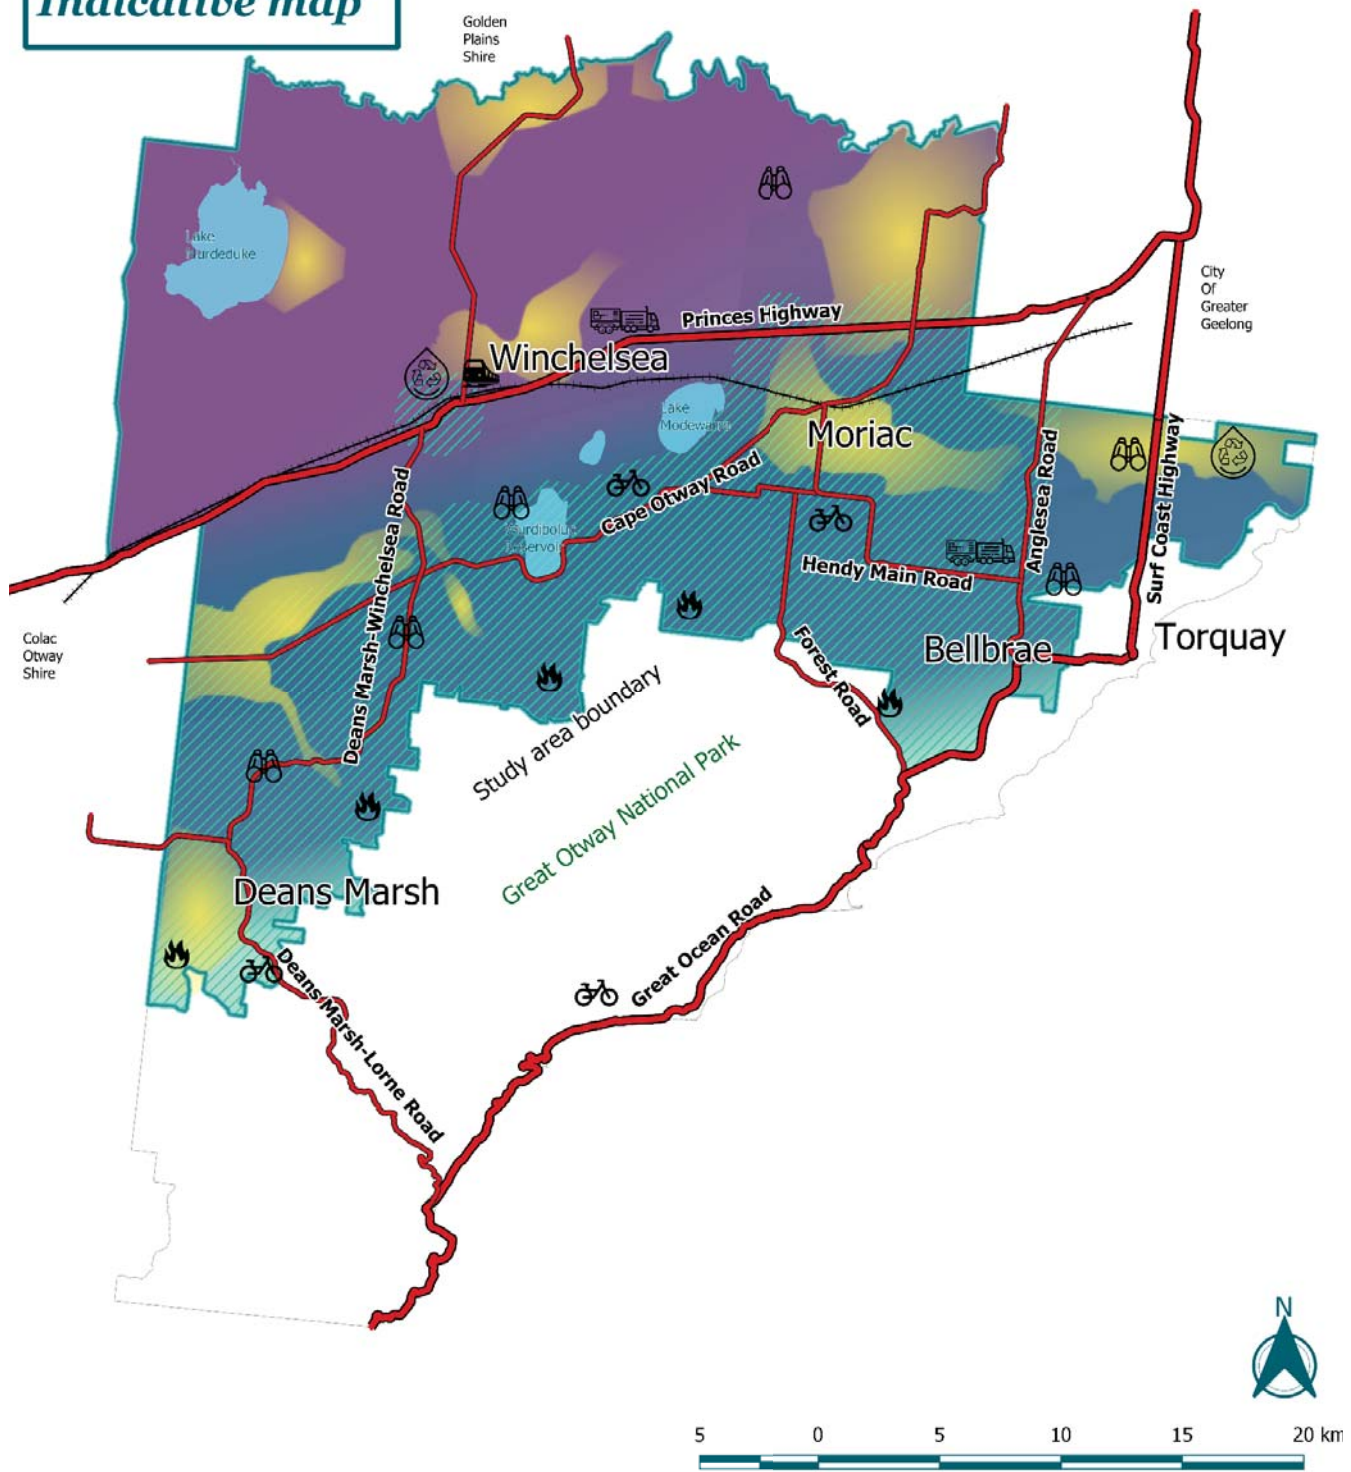 Indicative map
Golden
Plains
Shire
Lake
Murdeduke
City
Of
Greater
Geelong
Princes Highway
Winchelsea
Lake
Modewarre
Moriac
Cape Otway Road
Anglesea Road
Surf Coast Highway
Deans Marsh-Winchelsea Road
Reservoir
Hendy Main Road
Colac
Otway
Shire
Forest Road
Bellbrae
Torquay
Study area boundary
Great Otway National Park
Deans Marsh
Great Ocean Road
Deans Marsh-Lorne Road
N
5 0 5 10 15 20 km